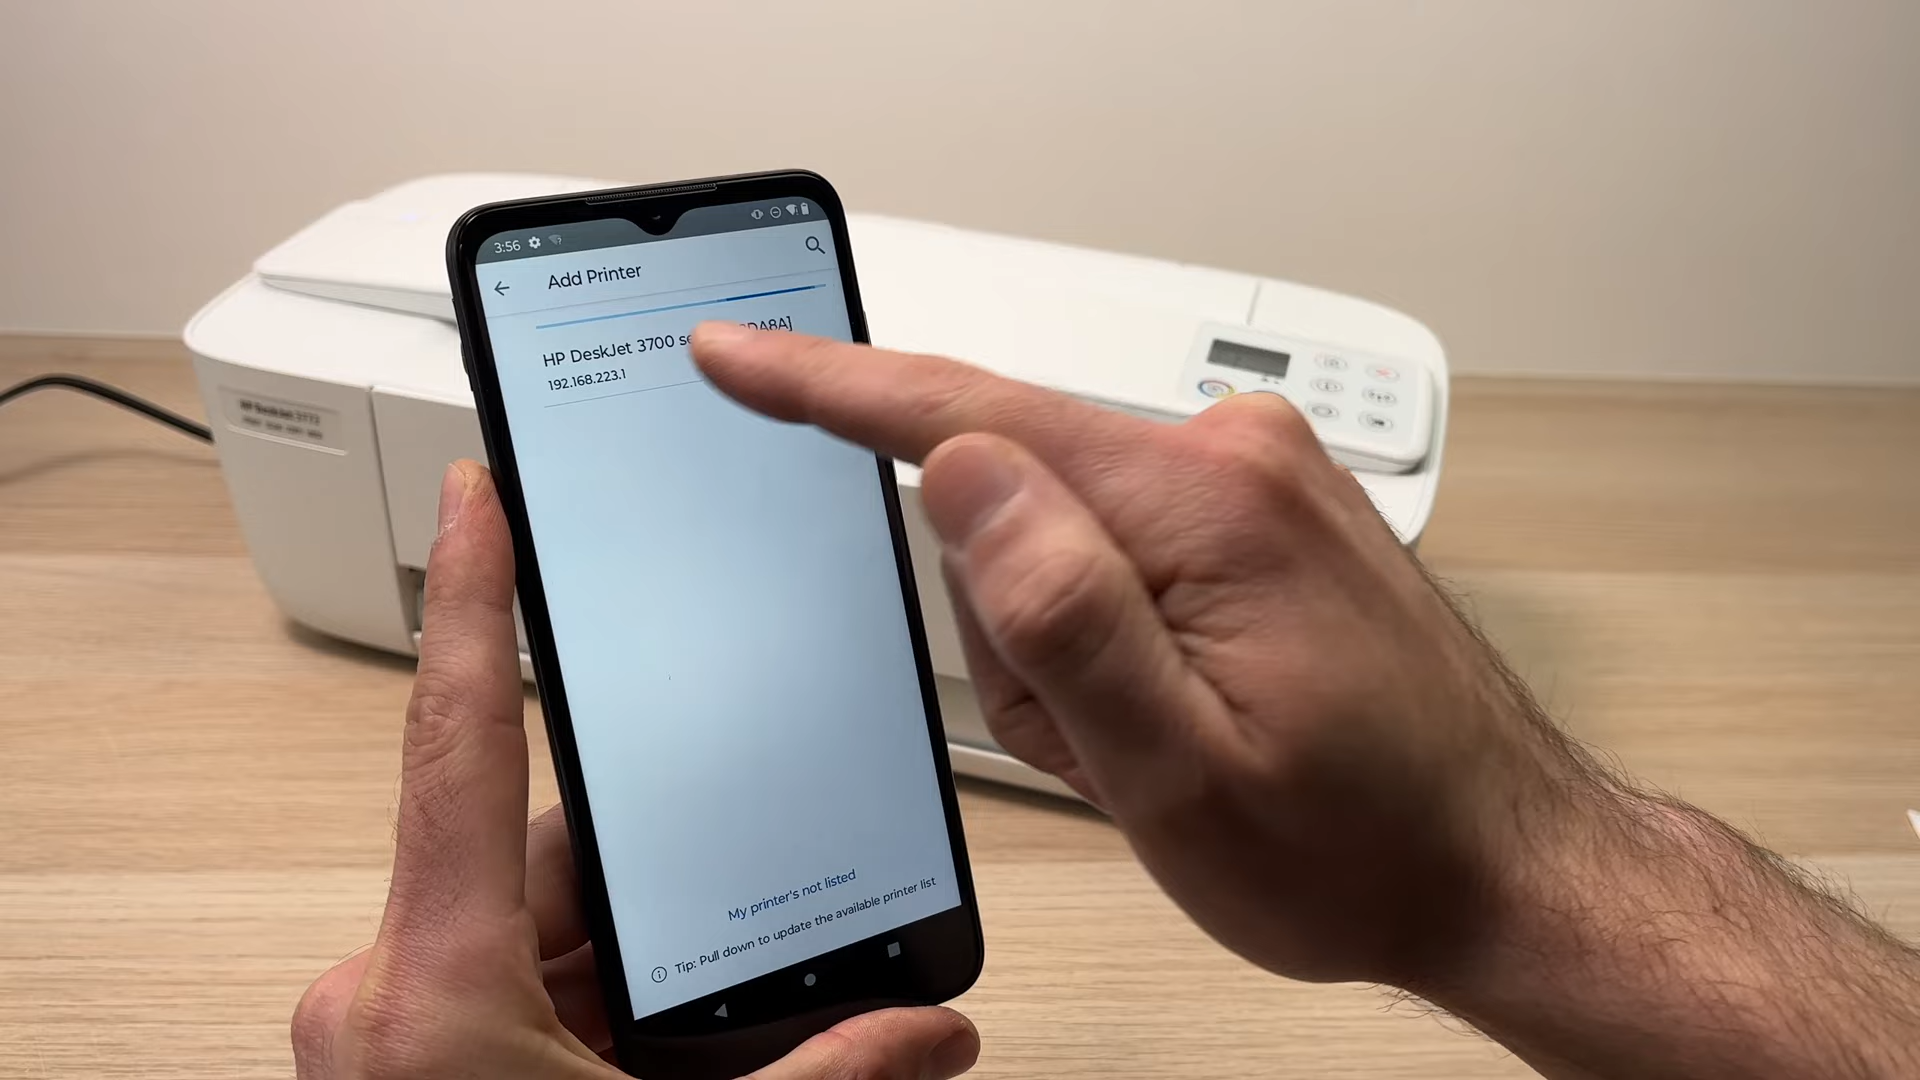 3:56
Add Printer
HP DeskJet 3700 DA8A]
192.168.223.1
My printer's not listed
Tip: Pull down to update the available printer list